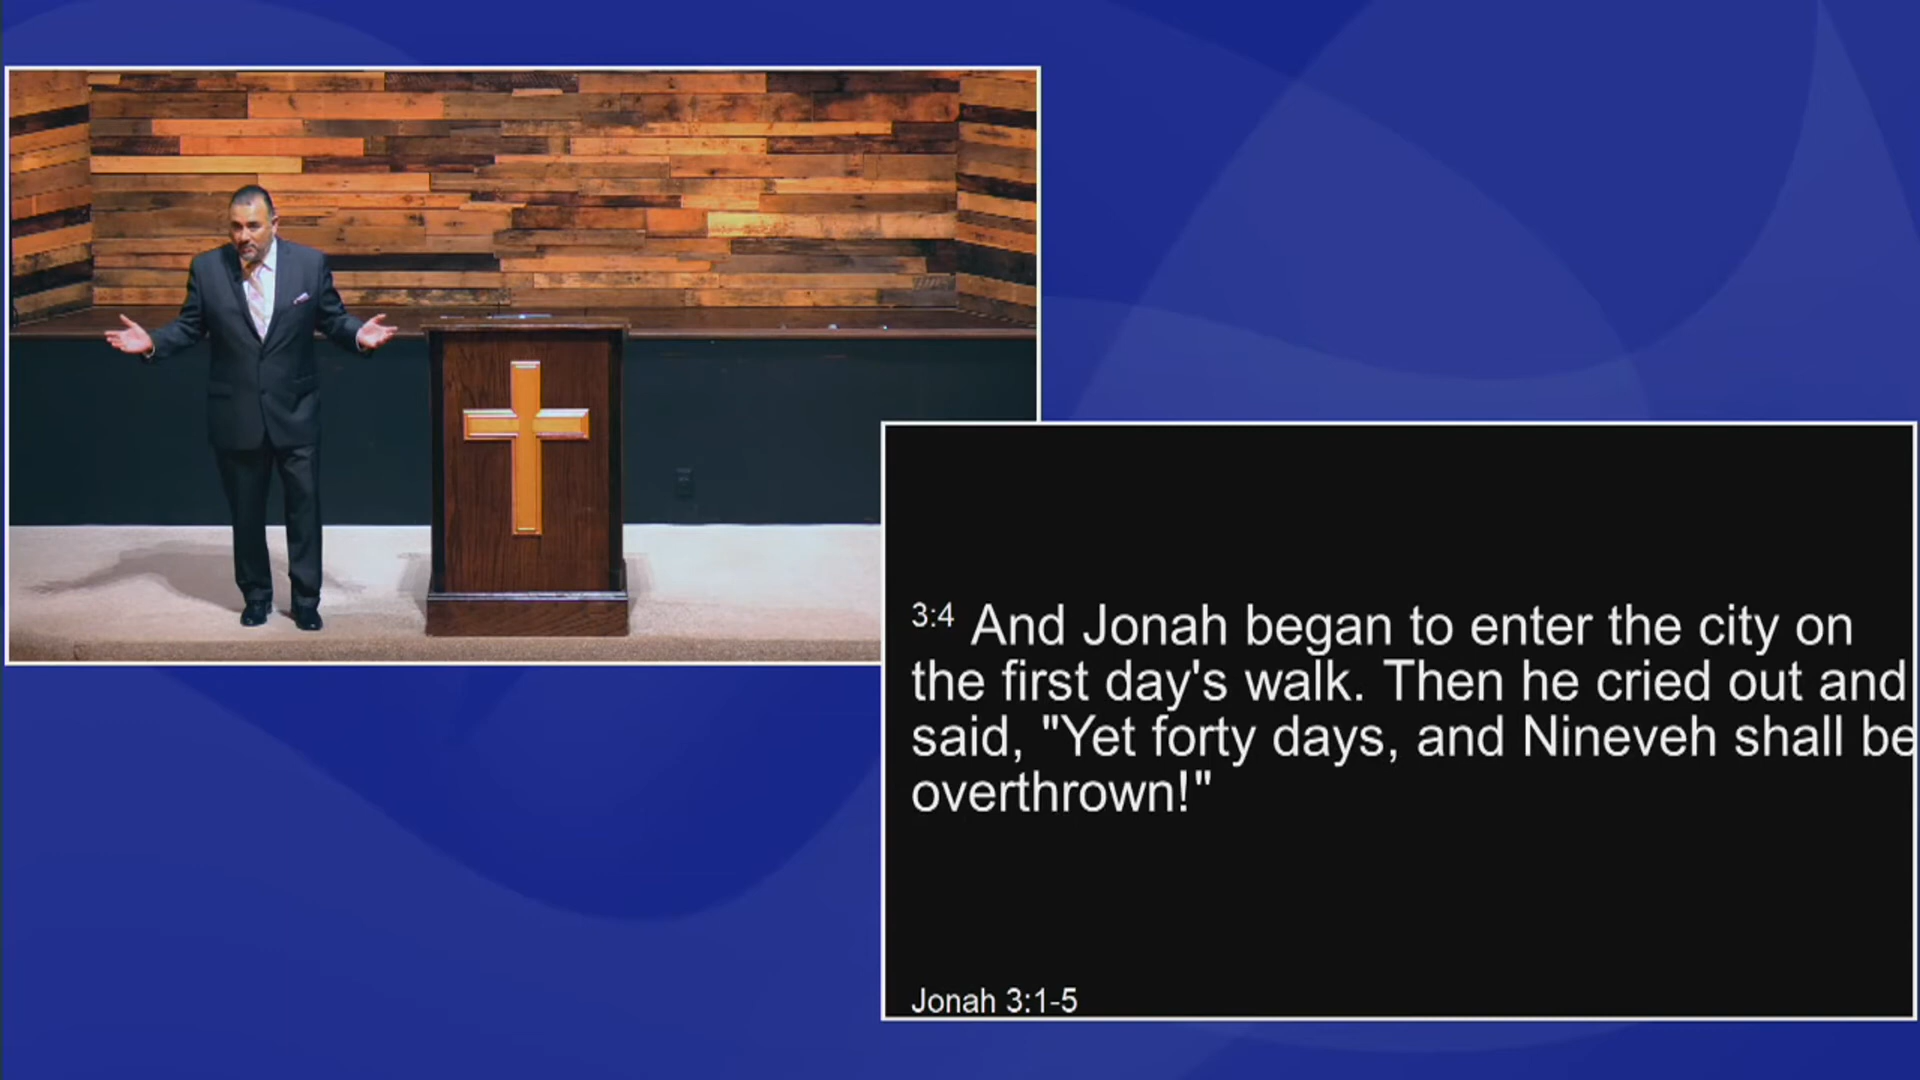 3:4 And Jonah began to enter the city on
the first day's walk. Then he cried out and
said, "Yet forty days, and Nineveh shall be
overthrown!"
Jonah 3:1-5